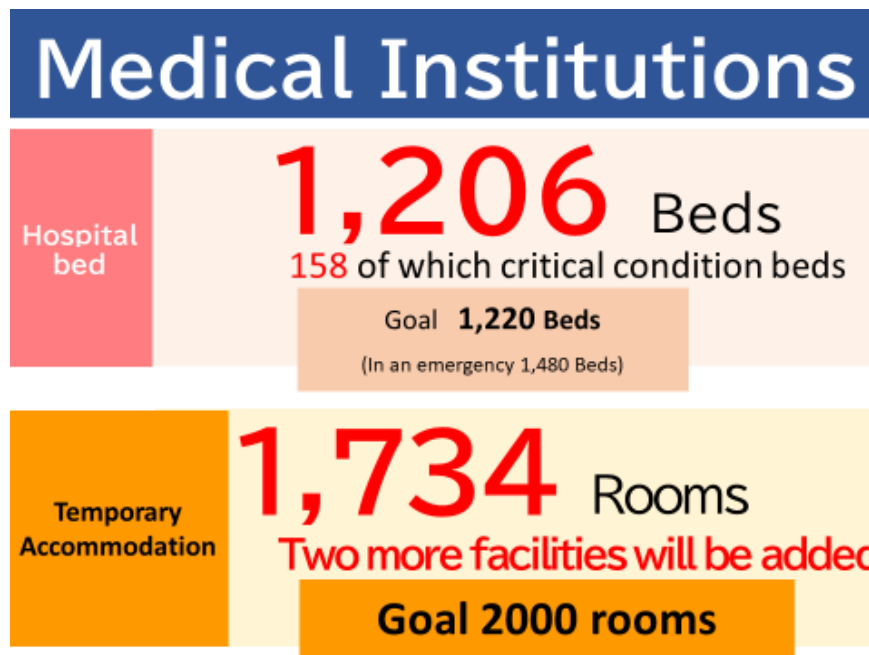 Medical Institutions
Hospital
bed
1,206 Beds
158 of which critical condition beds
Goal 1,220 Beds
(In an emergency 1,480 Beds)
Temporary
Accommodation
1,734 Rooms
Two more facilities will be added
Goal 2000 rooms